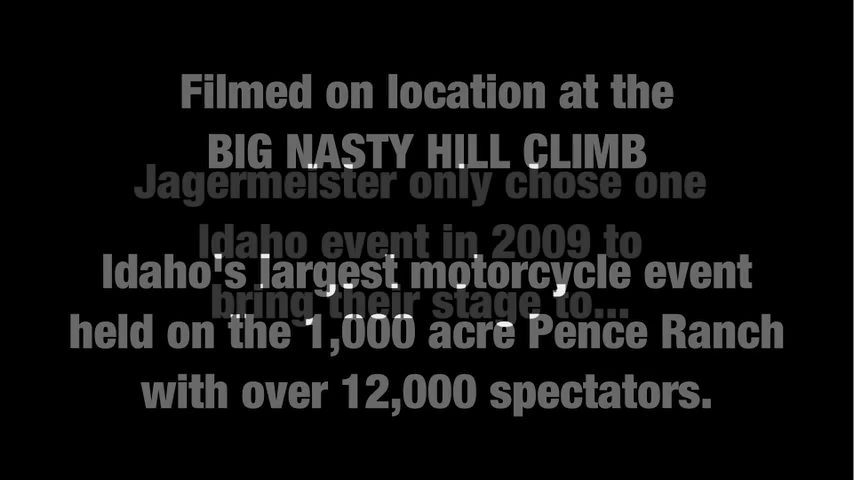 Filmed on location at the
BIG NASTY HILL CLIMB
Jagermeister only chose one
Idaho event in 2009 to
bring their stage to...
Idaho's largest motorcycle event
held on the 1,000 acre Pence Ranch
with over 12,000 spectators.